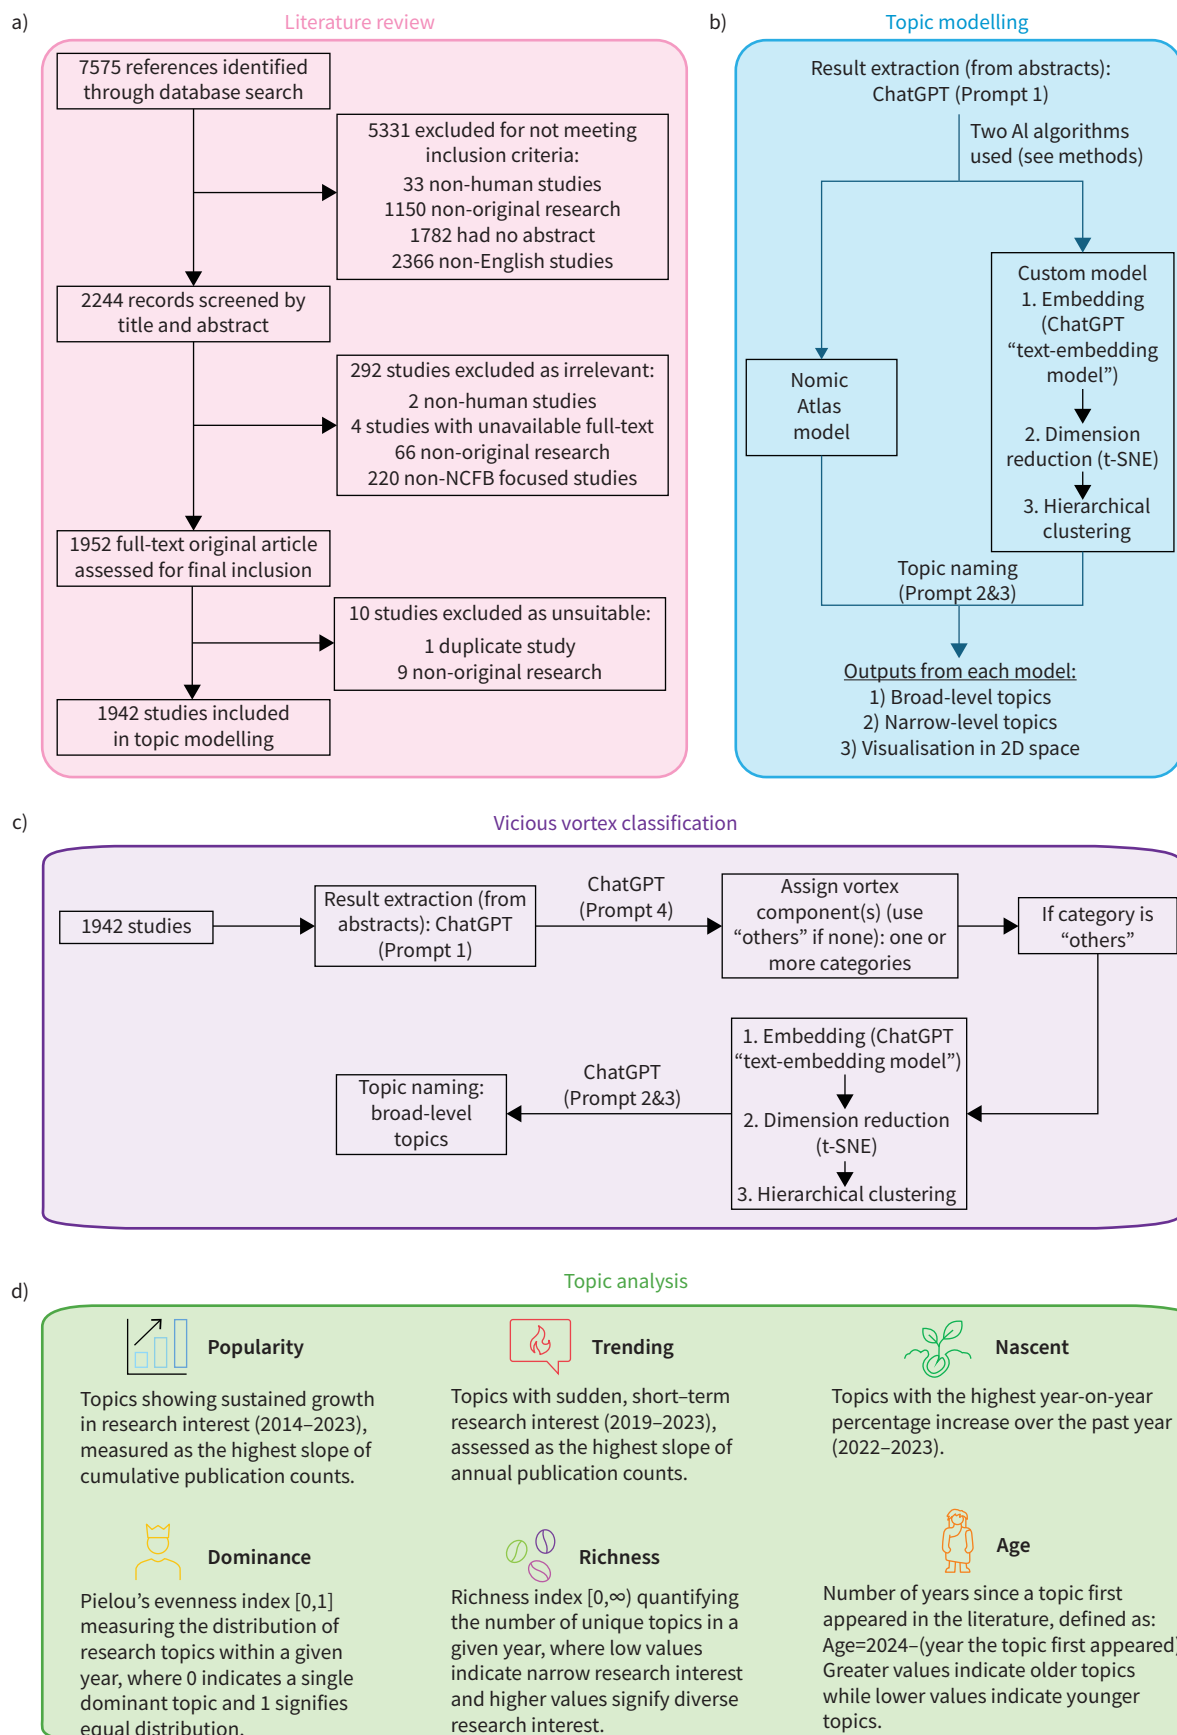 a)
Literature review
7575 references identified
through database search
5331 excluded for not meeting
inclusion criteria:
33 non-human studies
1150 non-original research
1782 had no abstract
2366 non-English studies
2244 records screened by
title and abstract
292 studies excluded as irrelevant:
2 non-human studies
4 studies with unavailable full-text
66 non-original research
220 non-NCFB focused studies
1952 full-text original article
assessed for final inclusion
10 studies excluded as unsuitable:
1 duplicate study
9 non-original research
1942 studies included
in topic modelling
b)
Topic modelling
Result extraction (from abstracts):
ChatGPT (Prompt 1)
Two AI algorithms
used (see methods)
Nomic
Atlas
model
Custom model
1. Embedding
(ChatGPT
“text-embedding
model”)
2. Dimension
reduction (t-SNE)
3. Hierarchical
clustering
Topic naming
(Prompt 2&3)
Outputs from each model:
1) Broad-level topics
2) Narrow-level topics
3) Visualisation in 2D space
c)
Vicious vortex classification
1942 studies
Result extraction (from
abstracts): ChatGPT
(Prompt 1)
ChatGPT
(Prompt 4)
Assign vortex
component(s) (use
“others” if none): one or
more categories
If category is
“others”
1. Embedding (ChatGPT
“text-embedding model”)
2. Dimension reduction
(t-SNE)
3. Hierarchical clustering
ChatGPT
(Prompt 2&3)
Topic naming:
broad-level
topics
d)
Topic analysis
Popularity
Topics showing sustained growth
in research interest (2014–2023),
measured as the highest slope of
cumulative publication counts.
Trending
Topics with sudden, short–term
research interest (2019–2023),
assessed as the highest slope of
annual publication counts.
Nascent
Topics with the highest year-on-year
percentage increase over the past year
(2022–2023).
Dominance
Pielou’s evenness index [0,1]
measuring the distribution of
research topics within a given
year, where 0 indicates a single
dominant topic and 1 signifies
equal distribution.
Richness
Richness index [0,∞) quantifying
the number of unique topics in a
given year, where low values
indicate narrow research interest
and higher values signify diverse
research interest.
Age
Number of years since a topic first
appeared in the literature, defined as:
Age=2024–(year the topic first appeared)
Greater values indicate older topics
while lower values indicate younger
topics.